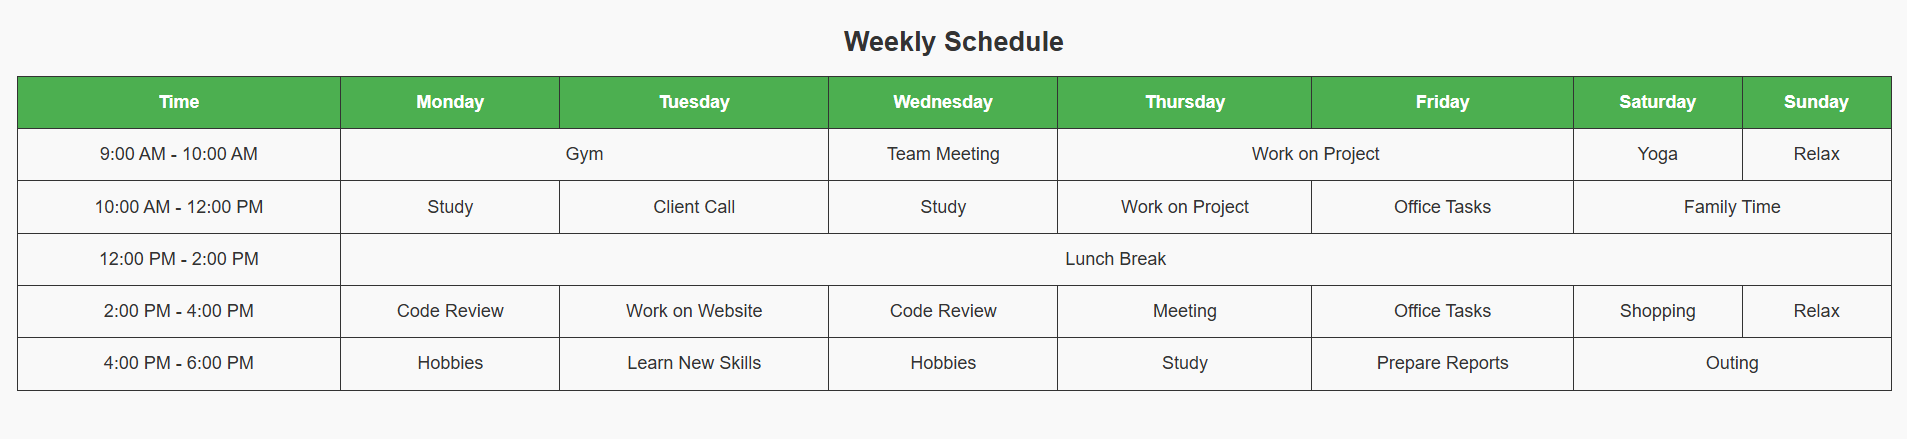 Weekly Schedule
Time Monday Tuesday Wednesday Thursday Friday Saturday Sunday
9:00 AM - 10:00 AM Gym Team Meeting Work on Project Yoga Relax
10:00 AM - 12:00 PM Study Client Call Study Work on Project Office Tasks Family Time
12:00 PM - 2:00 PM Lunch Break
2:00 PM - 4:00 PM Code Review Work on Website Code Review Meeting Office Tasks Shopping Relax
4:00 PM - 6:00 PM Hobbies Learn New Skills Hobbies Study Prepare Reports Outing